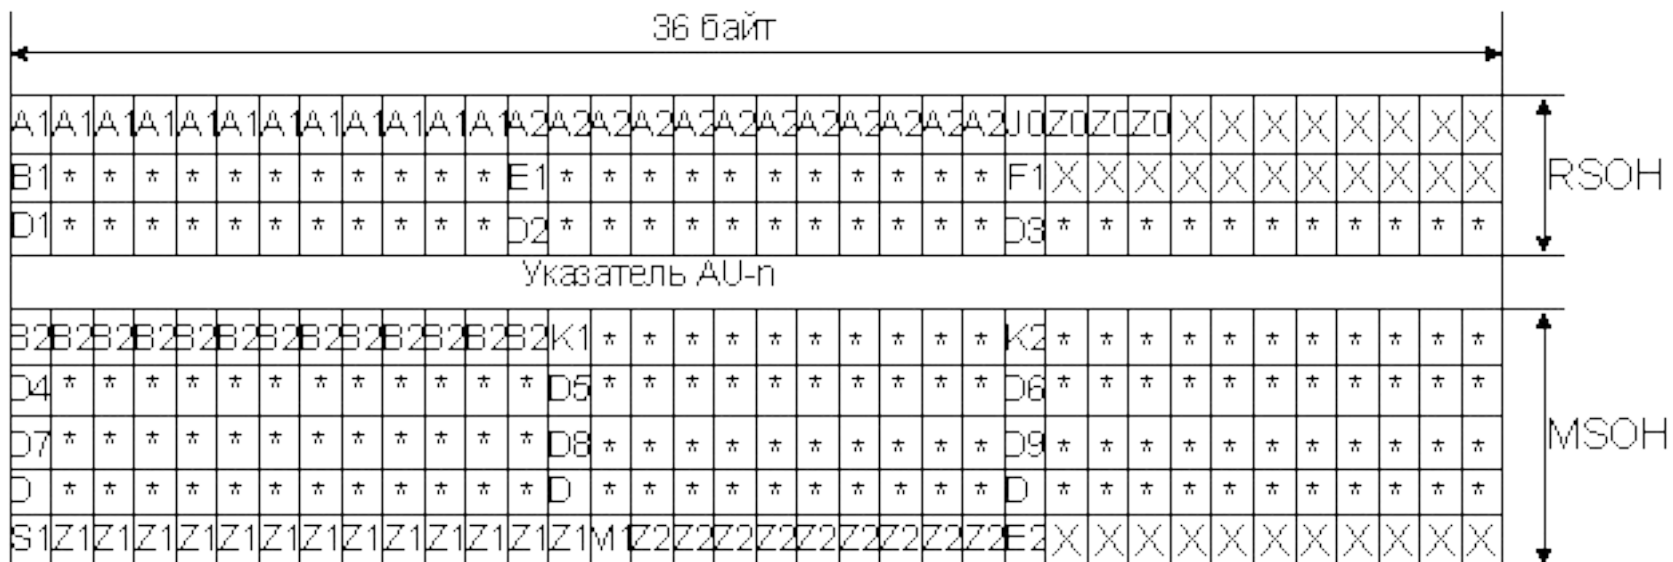 36 байт
A1 A1 A1 A1 A1 A1 A1 A1 A1 A1 A1 A1 A2 A2 A2 A2 A2 A2 A2 A2 A2 A2 A2 A2 J0 Z0 Z0 Z0 X X X X X X X X
B1 * * * * * * * * * * * E1 * * * * * * * * * * * F1 X X X X X X X X X X X RSOH
D1 * * * * * * * * * * * D2 * * * * * * * * * * * D3 * * * * * * * * * * *
Указатель AU-n
B2 B2 B2 B2 B2 B2 B2 B2 B2 B2 B2 B2 B2 K1 * * * * * * * * * * K2 * * * * * * * * * * *
D4 * * * * * * * * * * * * D5 * * * * * * * * * * D6 * * * * * * * * * * *
D7 * * * * * * * * * * * * D8 * * * * * * * * * * D9 * * * * * * * * * * * MSOH
D * * * * * * * * * * * * D * * * * * * * * * * D * * * * * * * * * * *
S1 Z1 Z1 Z1 Z1 Z1 Z1 Z1 Z1 Z1 Z1 Z1 Z1 Z1 M1 Z2 Z2 Z2 Z2 Z2 Z2 Z2 Z2 Z2 E2 X X X X X X X X X X X